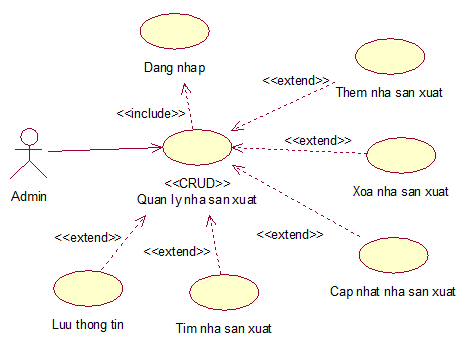 Dang nhap
<<extend>>
Them nha san xuat
<<include>>
<<extend>>
Admin
<<CRUD>>
Quan ly nha san xuat
Xoa nha san xuat
<<extend>>
<<extend>>
<<extend>>
Cap nhat nha san xuat
Luu thong tin
Tim nha san xuat